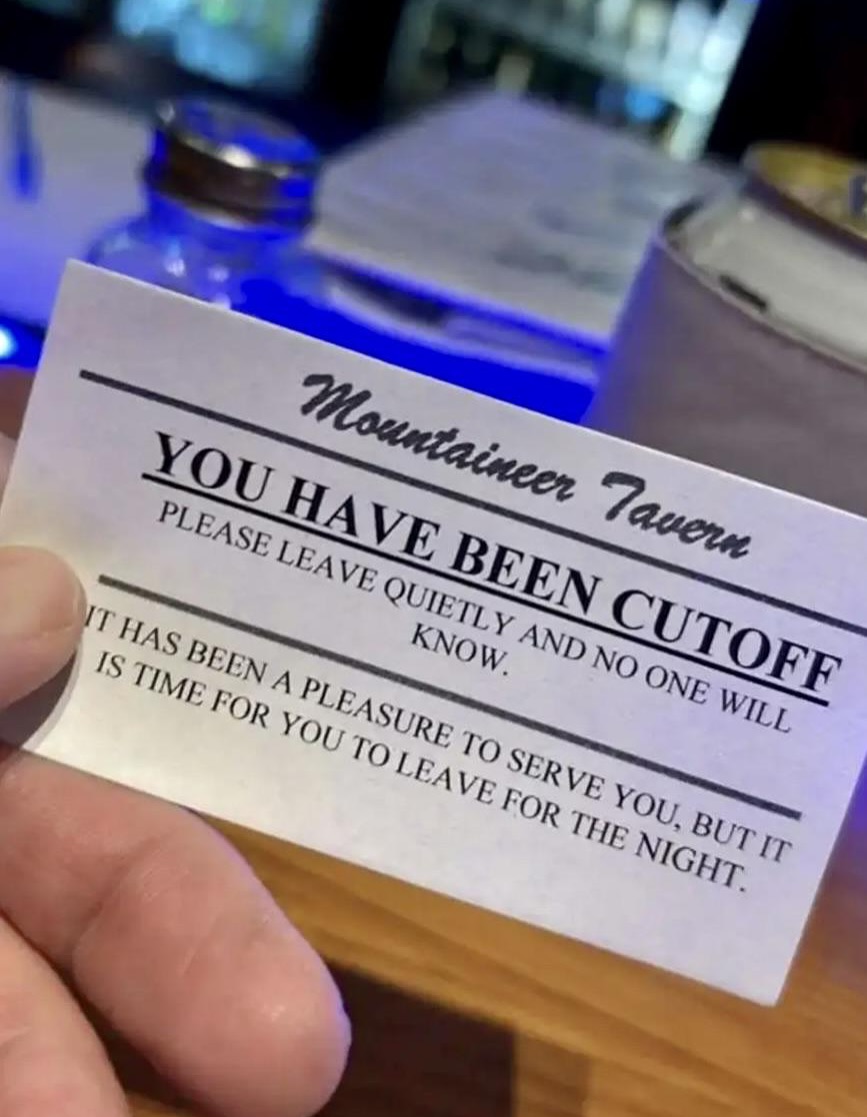 Mountaineer Tavern
YOU HAVE BEEN CUTOFF
PLEASE LEAVE QUIETLY AND NO ONE WILL
KNOW.
IT HAS BEEN A PLEASURE TO SERVE YOU, BUT IT
IS TIME FOR YOU TO LEAVE FOR THE NIGHT.